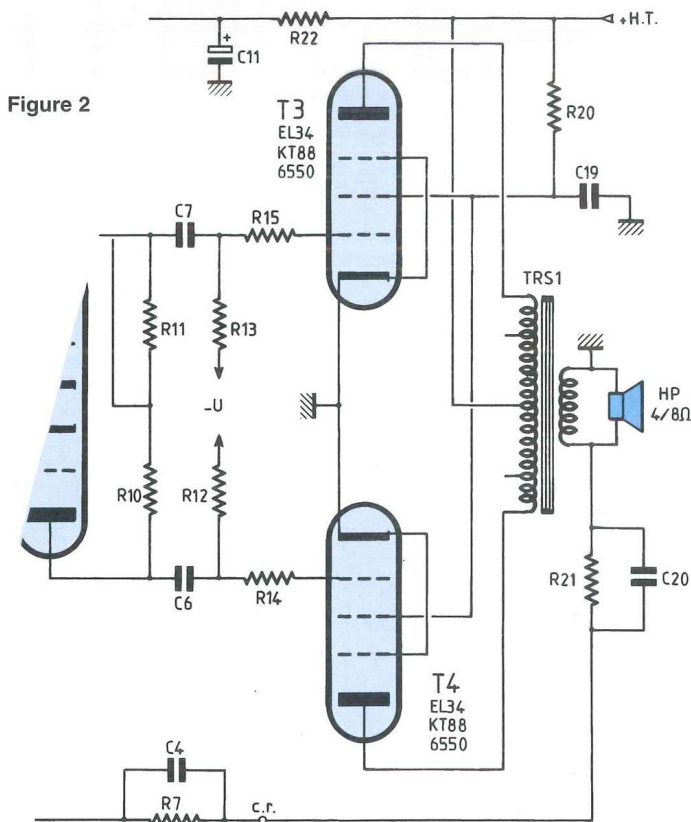 +H.T.
R22
+
C11
Figure 2
T3
EL34
KT88
6550
R20
C19
C7
R15
R11
R13
TRS1
-U
HP
4/8Ω
R10
R12
C6
R14
R21
C20
T4
EL34
KT88
6550
C4
R7
c.r.